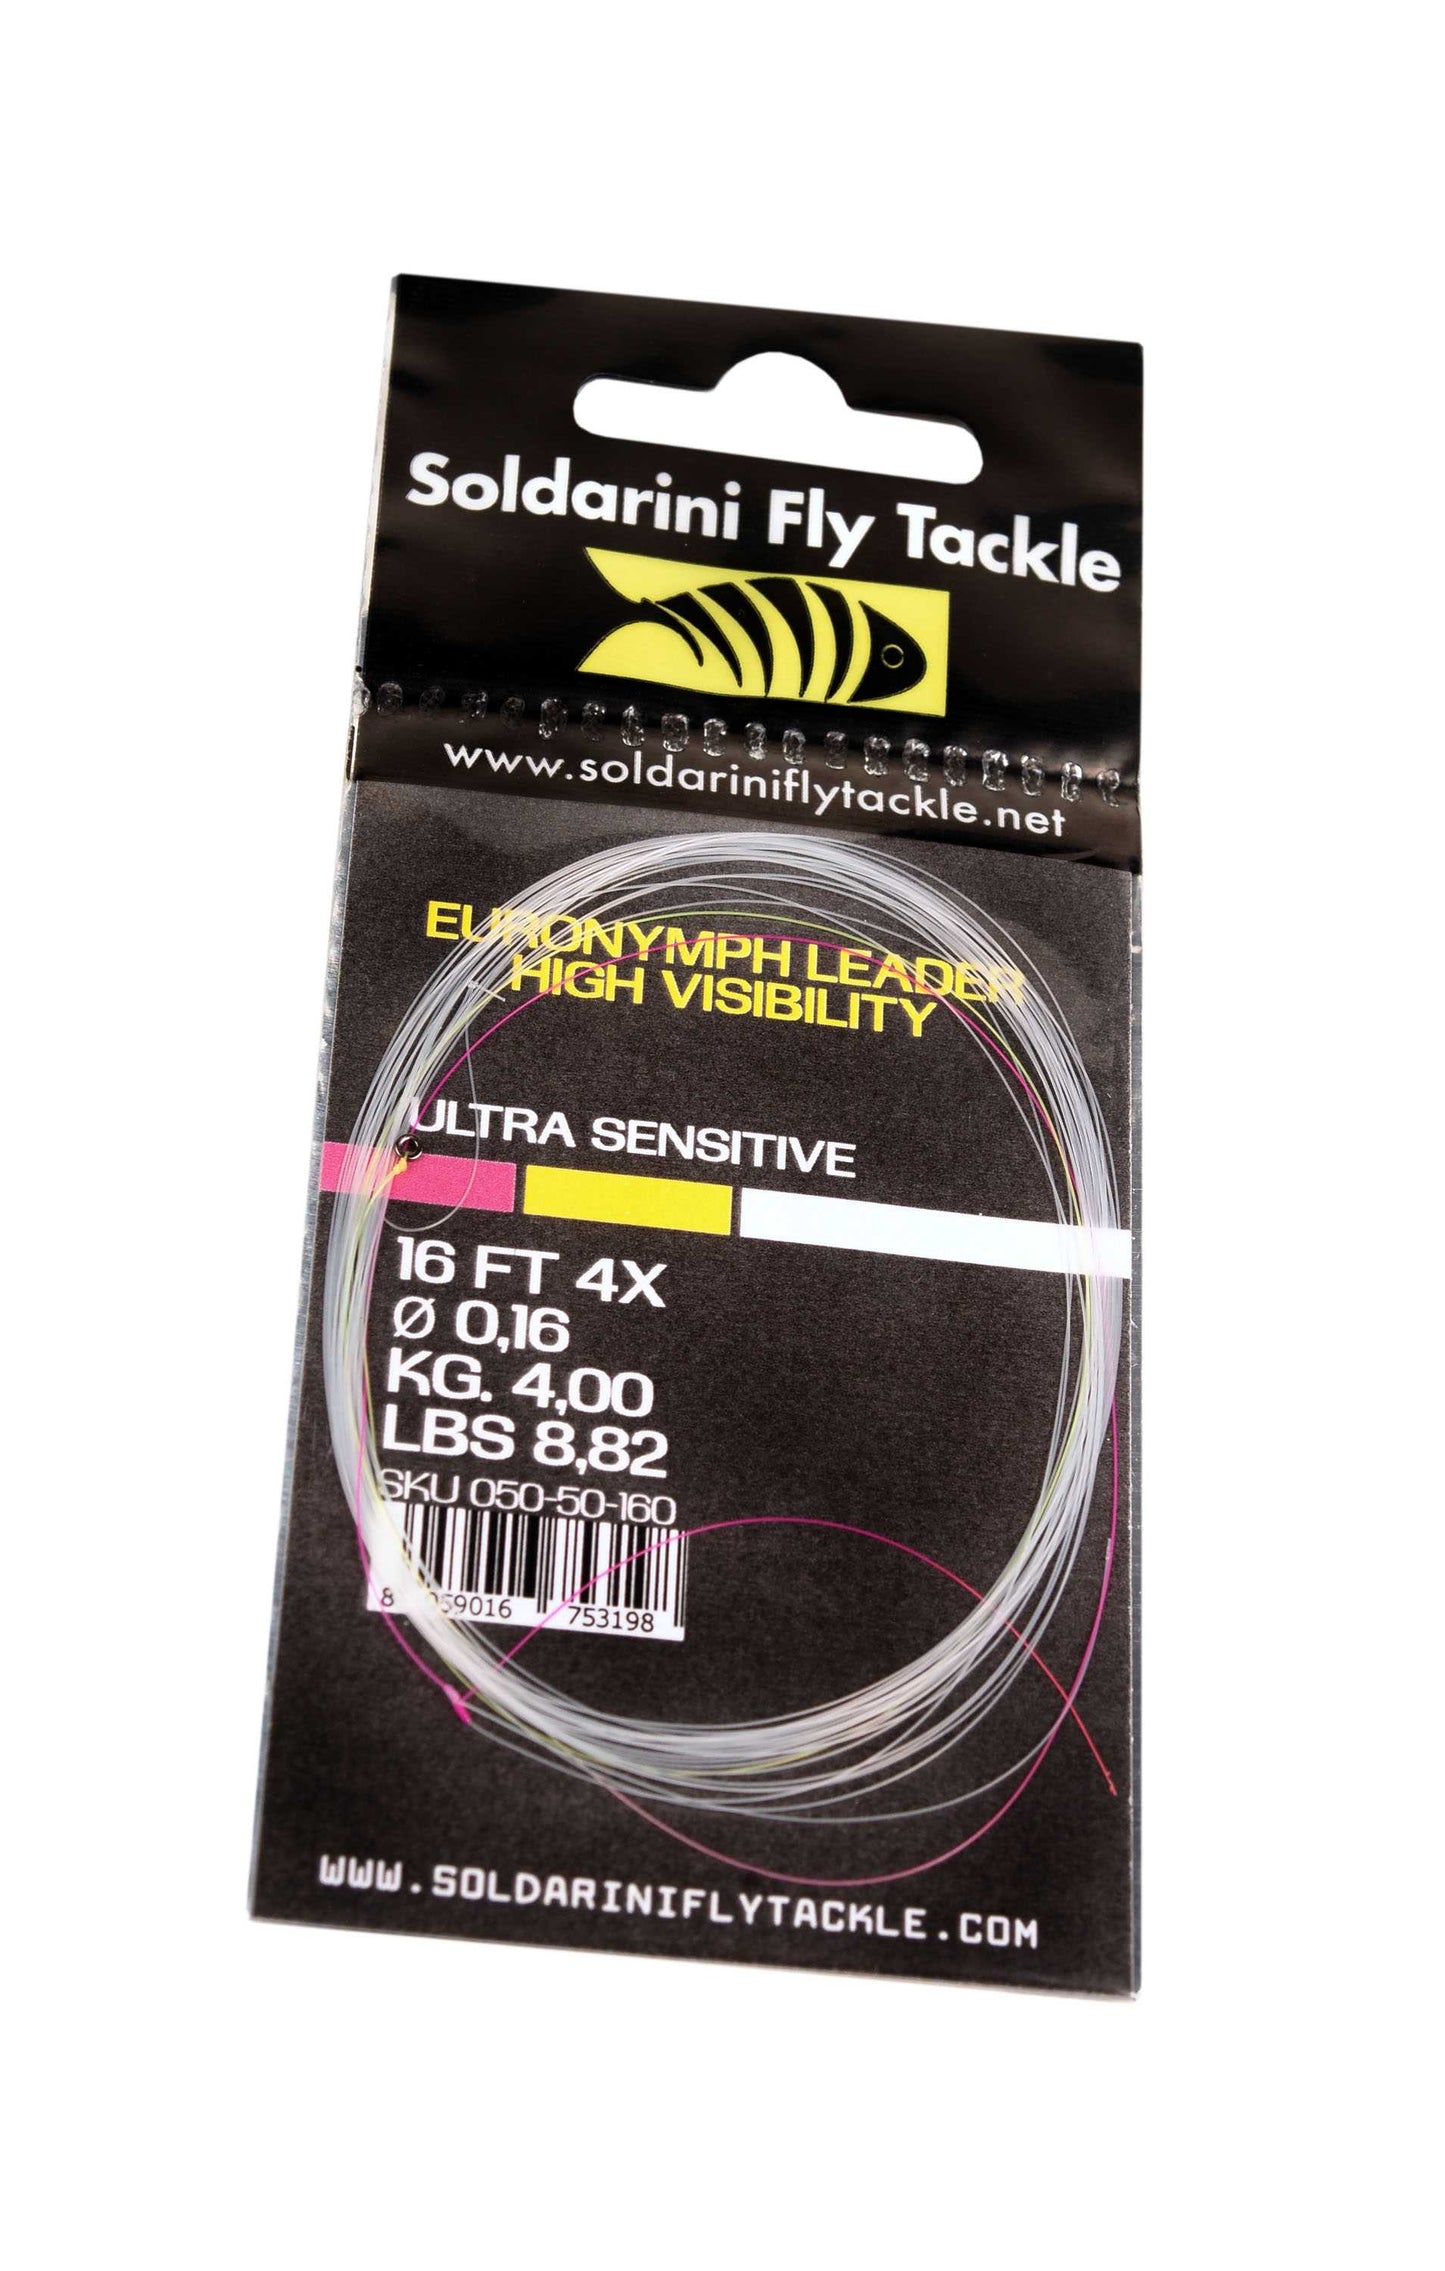 Soldarini Fly Tackle
www.soldariniflytackle.net
EURONYMPH LEADER
HIGH VISIBILITY
ULTRA SENSITIVE
16 FT 4X
Ø 0,16
KG. 4,00
LBS 8,82
SKU 050-50-160
753198
WWW.SOLDARINIFLYTACKLE.COM